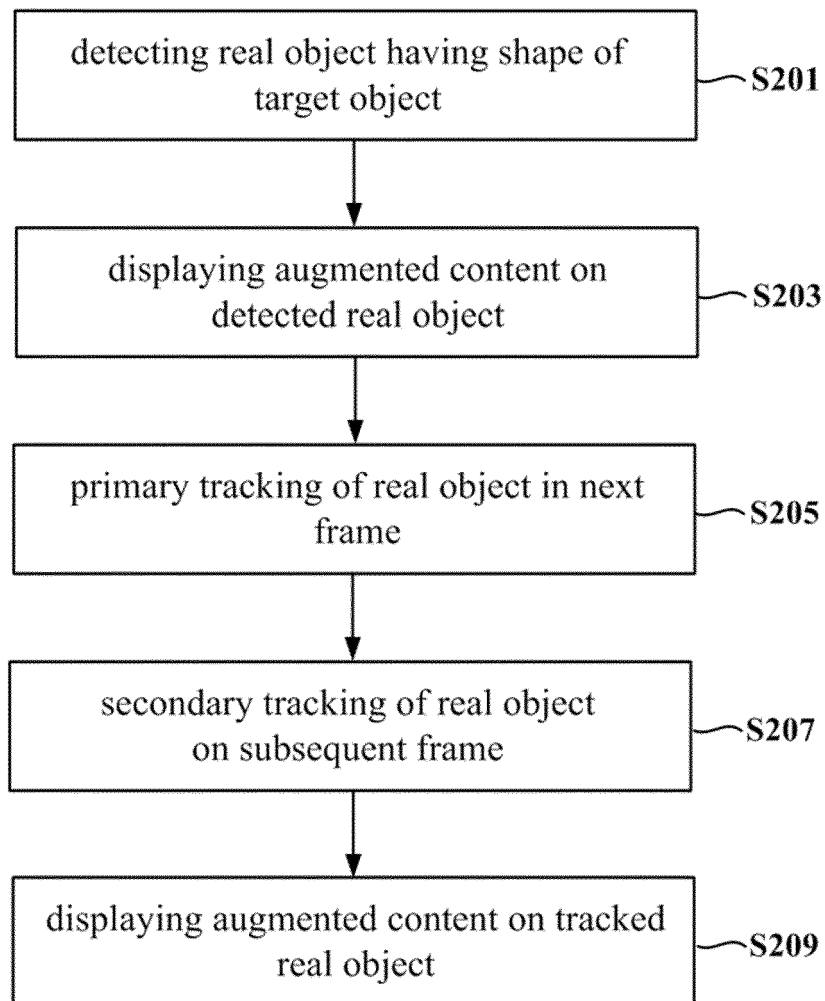 detecting real object having shape of
target object
S201
displaying augmented content on
detected real object
S203
primary tracking of real object in next
frame
S205
secondary tracking of real object
on subsequent frame
S207
displaying augmented content on tracked
real object
S209